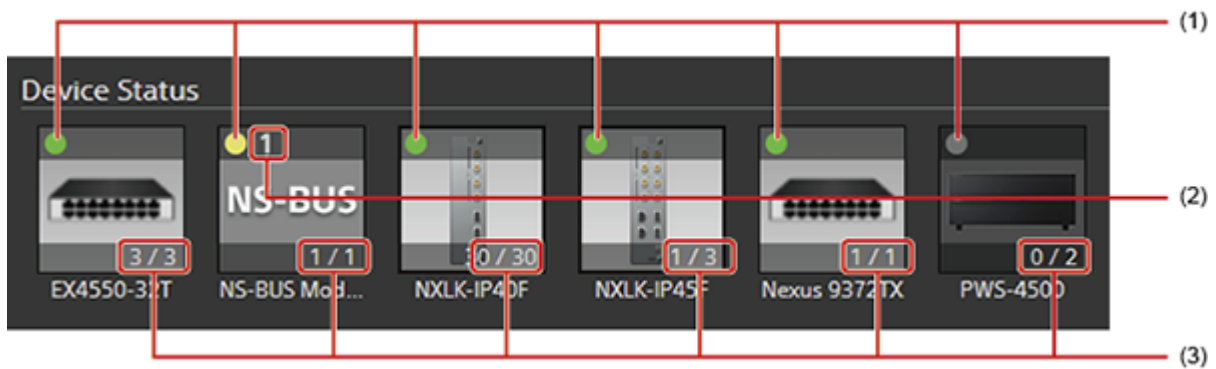 (1)
Device Status
1
NS-BUS
(2)
3 / 3
1 / 1
30 / 30
1 / 3
1 / 1
0 / 2
EX4550-32T
NS-BUS Mod...
NXLK-IP40F
NXLK-IP45F
Nexus 9372TX
PWS-4500
(3)